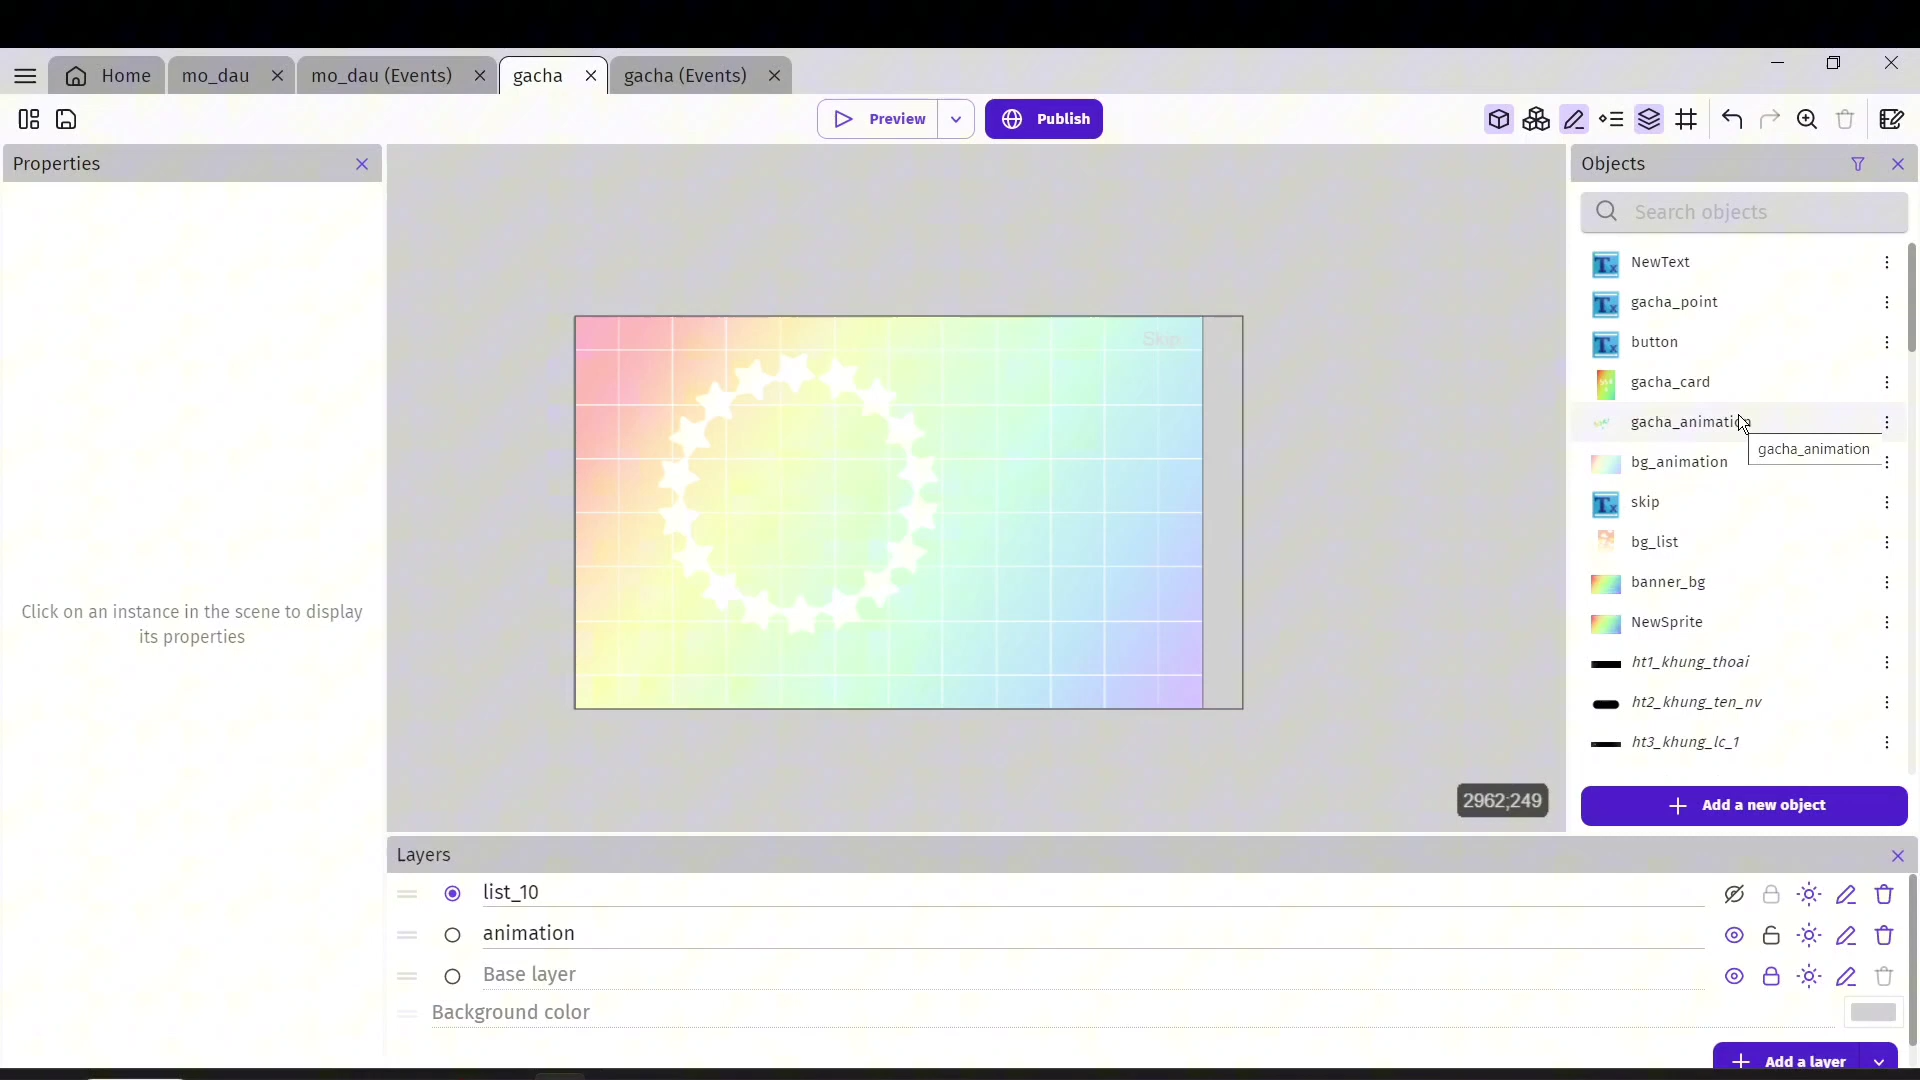 Home
mo_dau
mo_dau (Events)
gacha
gacha (Events)
Preview
Publish
Properties
Click on an instance in the scene to display
its properties
Skip
2962;249
Objects
Search objects
NewText
gacha_point
button
gacha_card
gacha_animation
gacha_animation
bg_animation
skip
bg_list
banner_bg
NewSprite
ht1_khung_thoai
ht2_khung_ten_nv
ht3_khung_lc_1
Add a new object
Layers
list_10
animation
Base layer
Background color
Add a layer